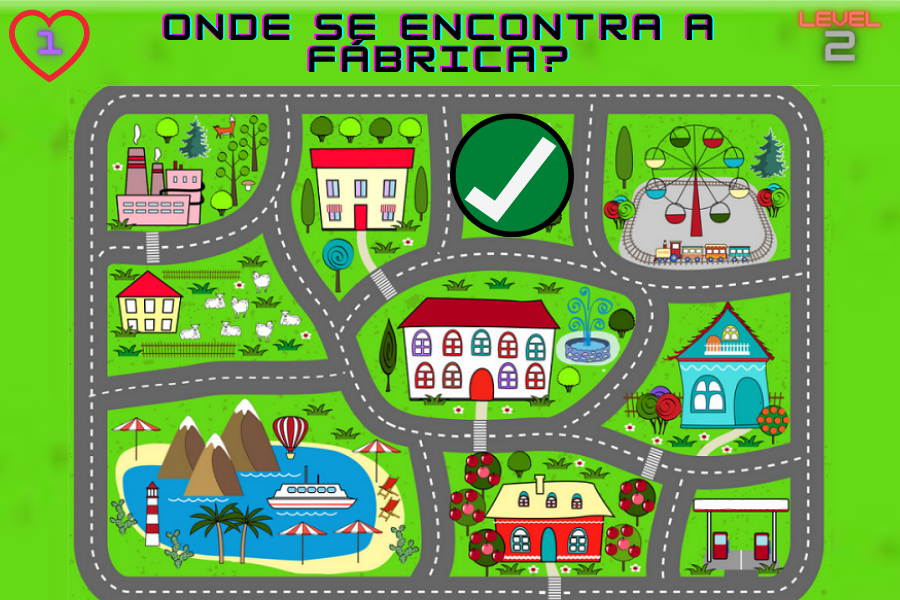 1
ONDE SE ENCONTRA A
FÁBRICA?
LEVEL
2